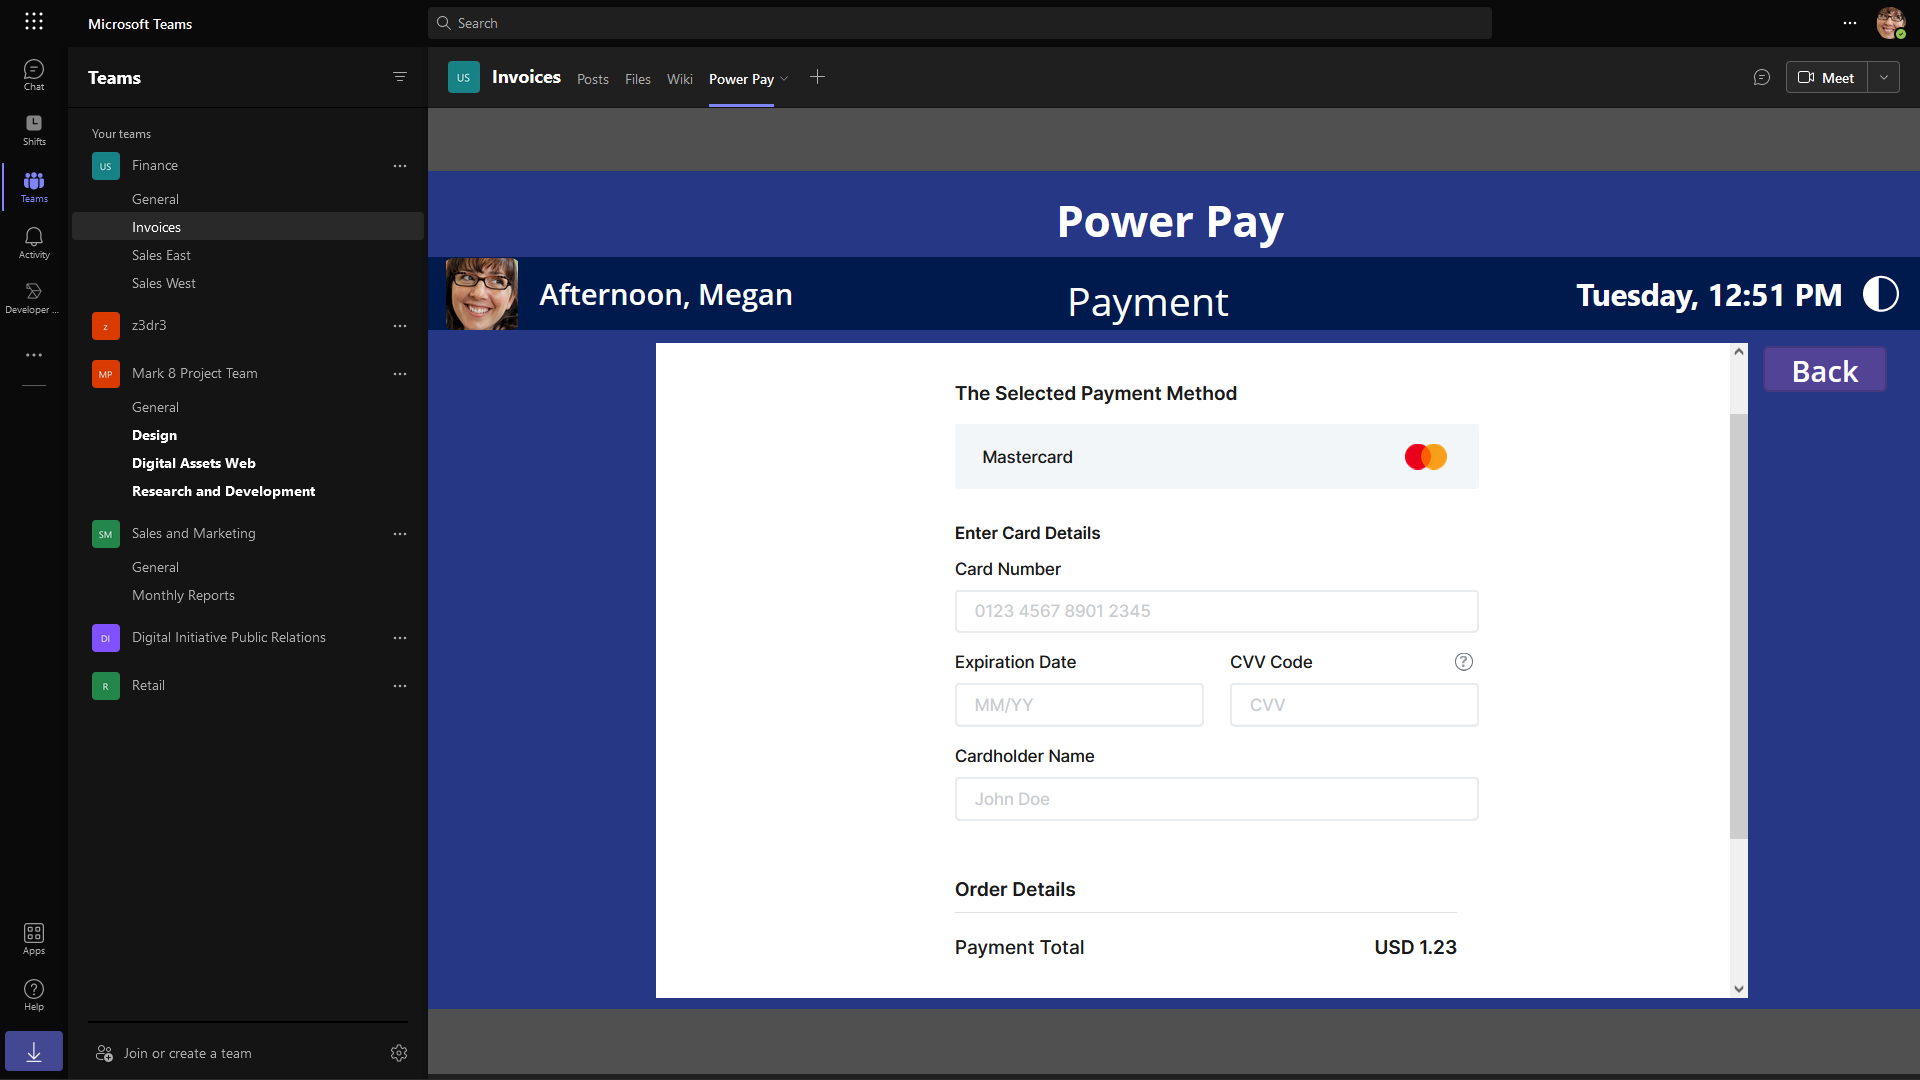 Microsoft Teams
Search
Chat
Shifts
Teams
Activity
Developer ...
Apps
Help
Teams
Your teams
US Finance
General
Invoices
Sales East
Sales West
z z3dr3
MP Mark 8 Project Team
General
Design
Digital Assets Web
Research and Development
SM Sales and Marketing
General
Monthly Reports
DI Digital Initiative Public Relations
R Retail
Join or create a team
US Invoices Posts Files Wiki Power Pay
Meet
Power Pay
Afternoon, Megan
Payment
Tuesday, 12:51 PM
Back
The Selected Payment Method
Mastercard
Enter Card Details
Card Number
0123 4567 8901 2345
Expiration Date
CVV Code ?
MM/YY
CVV
Cardholder Name
John Doe
Order Details
Payment Total USD 1.23